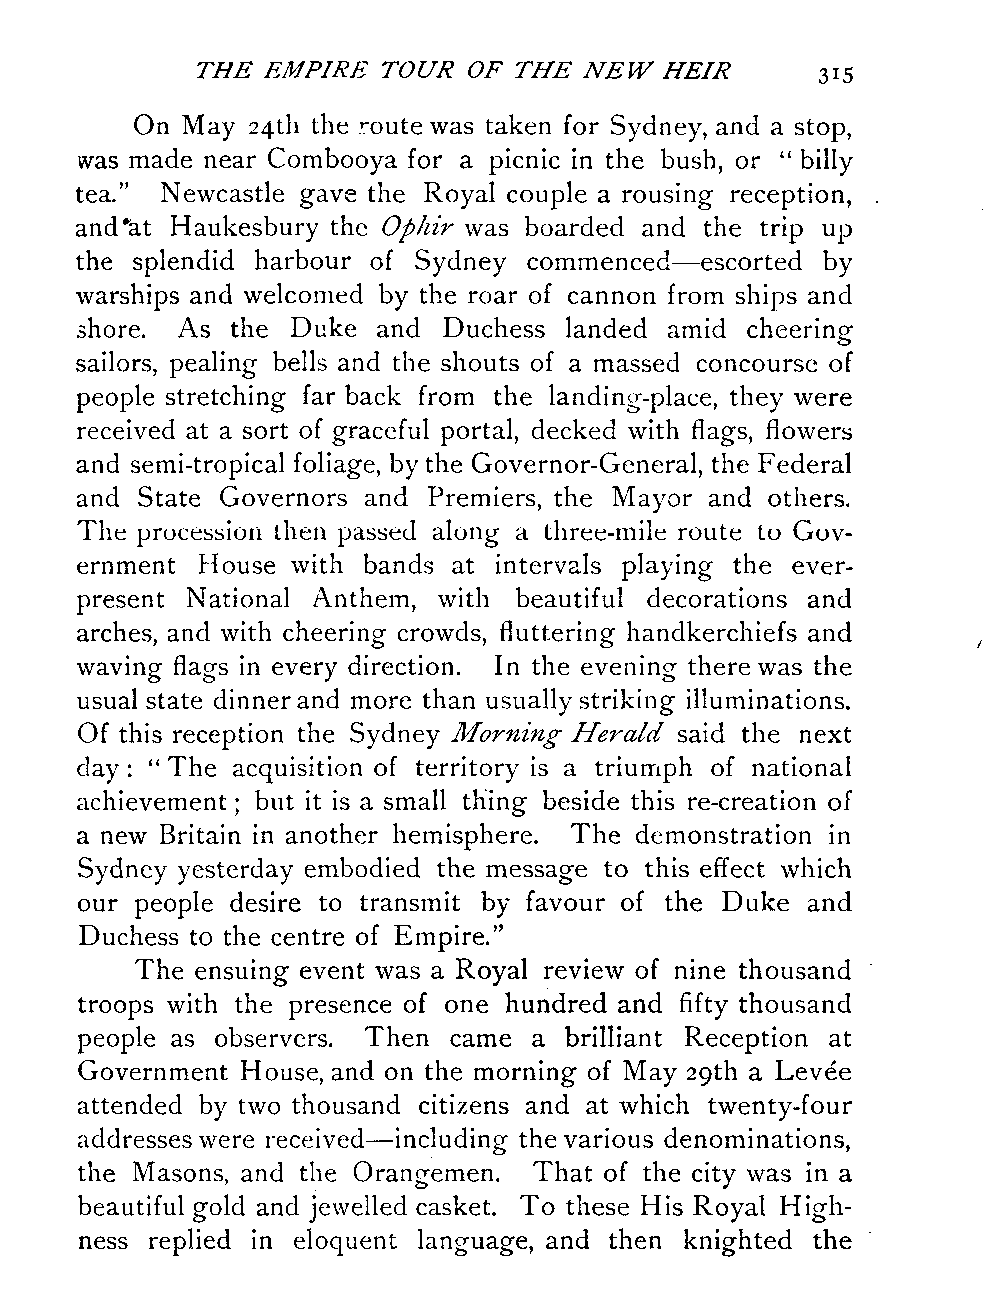 THE EMPIRE TOUR OF THE NEW HEIR 315
On May 24th the route was taken for Sydney, and a stop,
was made near Combooya for a picnic in the bush, or “ billy
tea.” Newcastle gave the Royal couple a rousing reception,
and at Haukesbury the Ophir was boarded and the trip up
the splendid harbour of Sydney commenced—escorted by
warships and welcomed by the roar of cannon from ships and
shore. As the Duke and Duchess landed amid cheering
sailors, pealing bells and the shouts of a massed concourse of
people stretching far back from the landing-place, they were
received at a sort of graceful portal, decked with flags, flowers
and semi-tropical foliage, by the Governor-General, the Federal
and State Governors and Premiers, the Mayor and others.
The procession then passed along a three-mile route to Gov-
ernment House with bands at intervals playing the ever-
present National Anthem, with beautiful decorations and
arches, and with cheering crowds, fluttering handkerchiefs and
waving flags in every direction. In the evening there was the
usual state dinner and more than usually striking illuminations.
Of this reception the Sydney Morning Herald said the next
day : “ The acquisition of territory is a triumph of national
achievement ; but it is a small thing beside this re-creation of
a new Britain in another hemisphere. The demonstration in
Sydney yesterday embodied the message to this effect which
our people desire to transmit by favour of the Duke and
Duchess to the centre of Empire.”
The ensuing event was a Royal review of nine thousand
troops with the presence of one hundred and fifty thousand
people as observers. Then came a brilliant Reception at
Government House, and on the morning of May 29th a Levée
attended by two thousand citizens and at which twenty-four
addresses were received—including the various denominations,
the Masons, and the Orangemen. That of the city was in a
beautiful gold and jewelled casket. To these His Royal High-
ness replied in eloquent language, and then knighted the